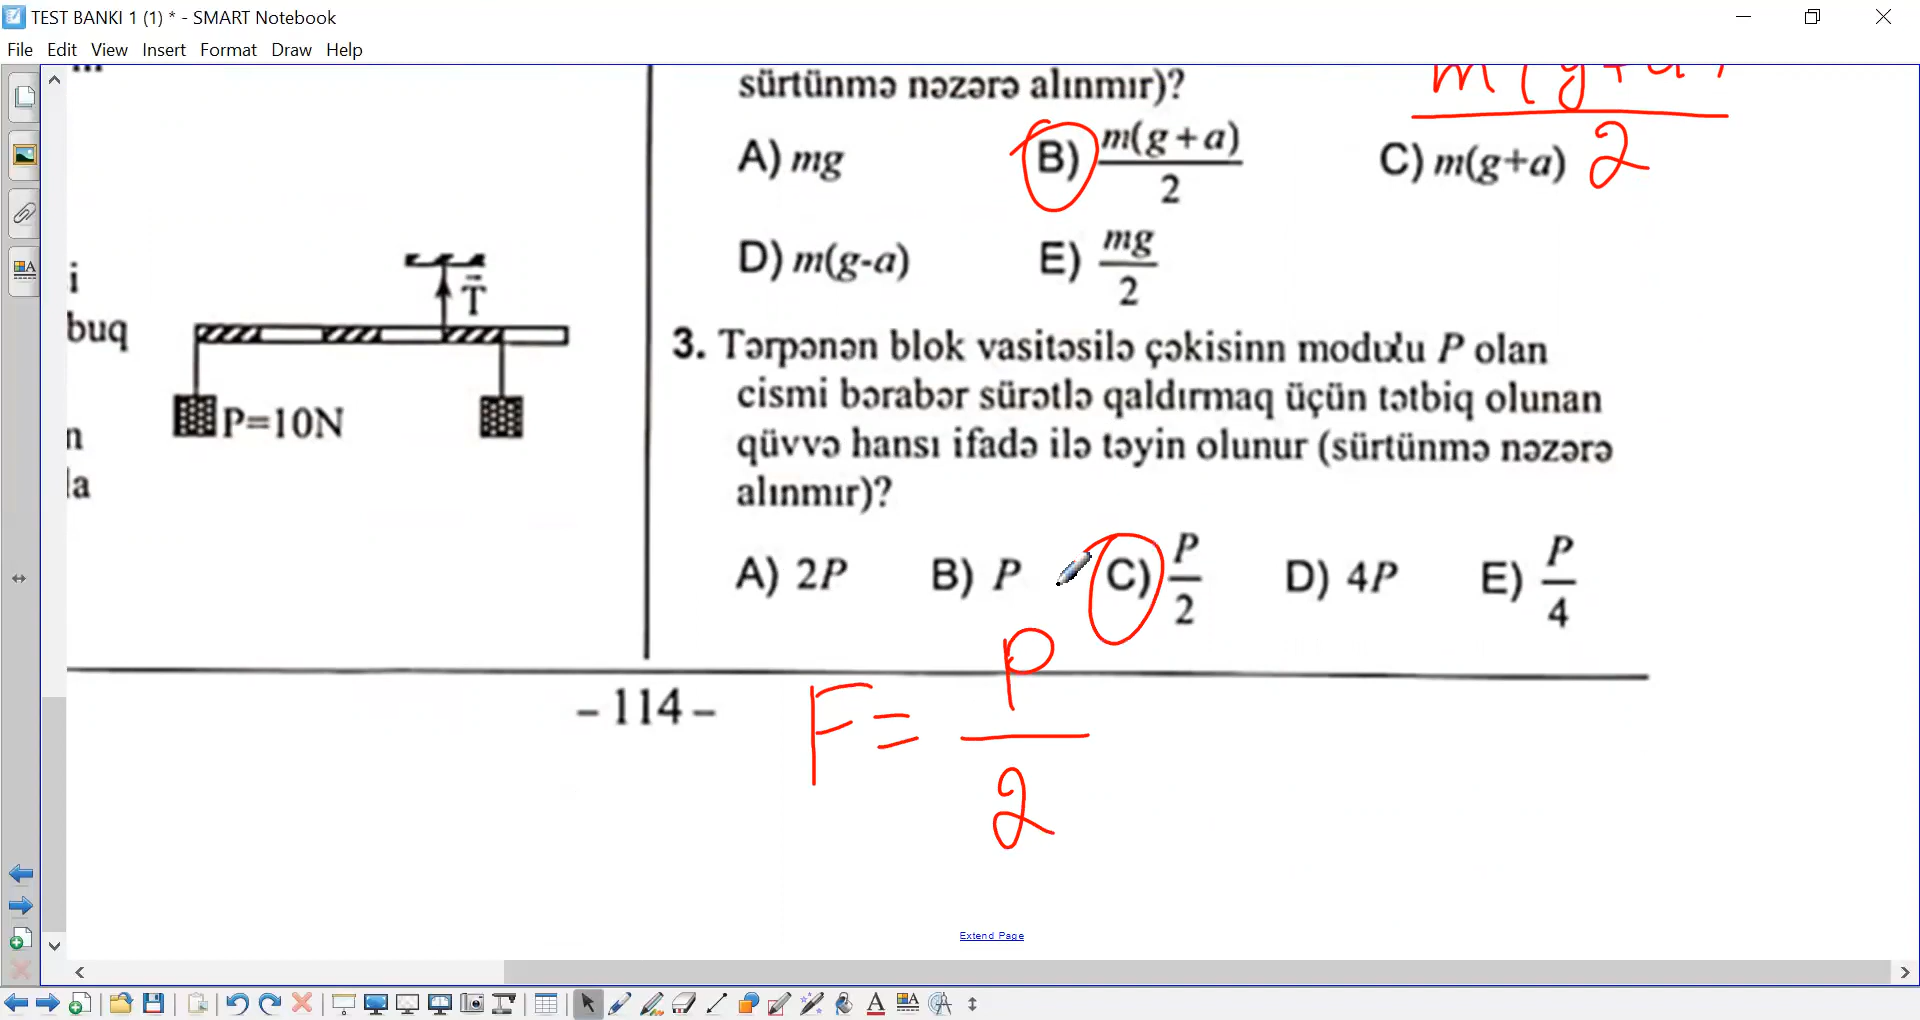 TEST BANKI 1 (1) * - SMART Notebook
File Edit View Insert Format Draw Help
i
buq
n
la
T
P=10N
sürtünmə nəzərə alınmır)?
A) mg B) m(g+a)/2 C) m(g+a)
D) m(g-a) E) mg/2
m(g+a)/2
3. Tərpənən blok vasitəsilə çəkisinn modulu P olan
cismi bərabər sürətlə qaldırmaq üçün tətbiq olunan
qüvvə hansı ifadə ilə təyin olunur (sürtünmə nəzərə
alınmır)?
A) 2P B) P C) P/2 D) 4P E) P/4
– 114 –
F= P/2
Extend Page